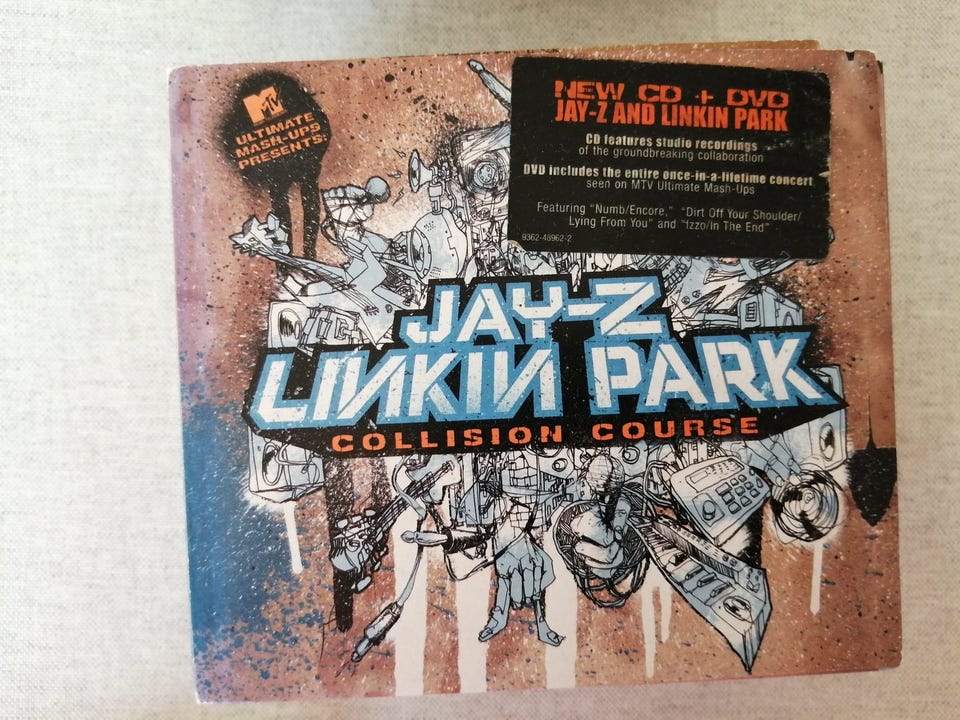 MTV
ULTIMATE
MASH-UPS
PRESENTS:
NEW CD + DVD
JAY-Z AND LINKIN PARK
CD features studio recordings
of the groundbreaking collaboration
DVD includes the entire once-in-a-lifetime concert
seen on MTV Ultimate Mash-Ups
Featuring "Numb/Encore," "Dirt Off Your Shoulder/
Lying From You" and "Izzo/In The End"
9362-48962-2
JAY-Z
LINKIN PARK
COLLISION COURSE